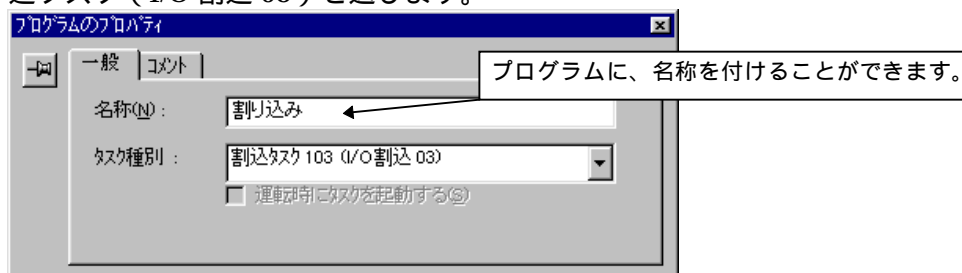 込タスク（I/O 割込 03）を選します。
プログラムのプロパティ
一般 コメント
プログラムに、名称を付けることができます。
名称(N)： 割り込み
タスク種別： 割込タスク 103 (I/O割込 03)
運転時にタスクを起動する(S)